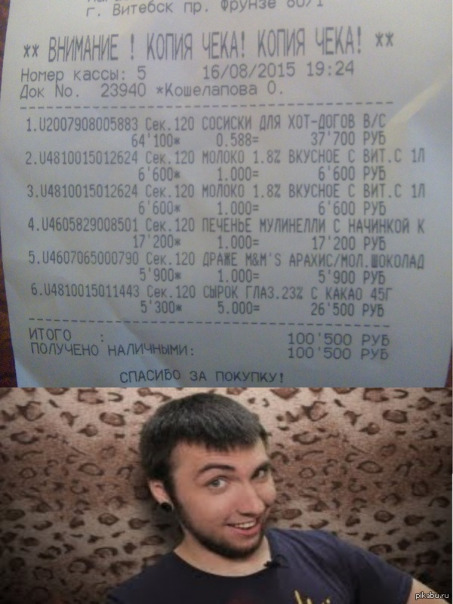 г. Витебск пр. Фрунзе 80/1
** ВНИМАНИЕ ! КОПИЯ ЧЕКА! КОПИЯ ЧЕКА! **
Номер кассы: 5 16/08/2015 19:24
Док No. 23940 *Кошелапова О.
1.U2007908005883 Сек.120 СОСИСКИ ДЛЯ ХОТ-ДОГОВ В/С
64'100* 0.588= 37'700 РУБ
2.U4810015012624 Сек.120 МОЛОКО 1.8% ВКУСНОЕ С ВИТ.С 1Л
6'600* 1.000= 6'600 РУБ
3.U4810015012624 Сек.120 МОЛОКО 1.8% ВКУСНОЕ С ВИТ.С 1Л
6'600* 1.000= 6'600 РУБ
4.U4605829008501 Сек.120 ПЕЧЕНЬЕ МУЛИНЕЛЛИ С НАЧИНКОЙ К
17'200* 1.000= 17'200 РУБ
5.U4607065000790 Сек.120 ДРАЖЕ M&M'S АРАХИС/МОЛ.ШОКОЛАД
5'900* 1.000= 5'900 РУБ
6.U4810015011443 Сек.120 СЫРОК ГЛАЗ.23% С КАКАО 45Г
5'300* 5.000= 26'500 РУБ
ИТОГО : 100'500 РУБ
ПОЛУЧЕНО НАЛИЧНЫМИ: 100'500 РУБ
СПАСИБО ЗА ПОКУПКУ!
pikabu.ru